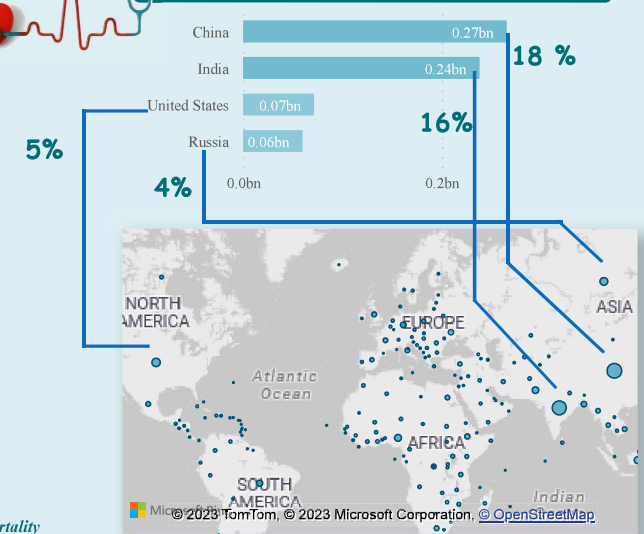 China
0.27bn
18 %
India
0.24bn
United States
0.07bn
16%
5%
Russia
0.06bn
4%
0.0bn
0.2bn
NORTH
AMERICA
EUROPE
ASIA
Atlantic
Ocean
AFRICA
SOUTH
AMERICA
Indian
Microsoft Bin
© 2023 TomTom, © 2023 Microsoft Corporation, © OpenStreetMap
rtality